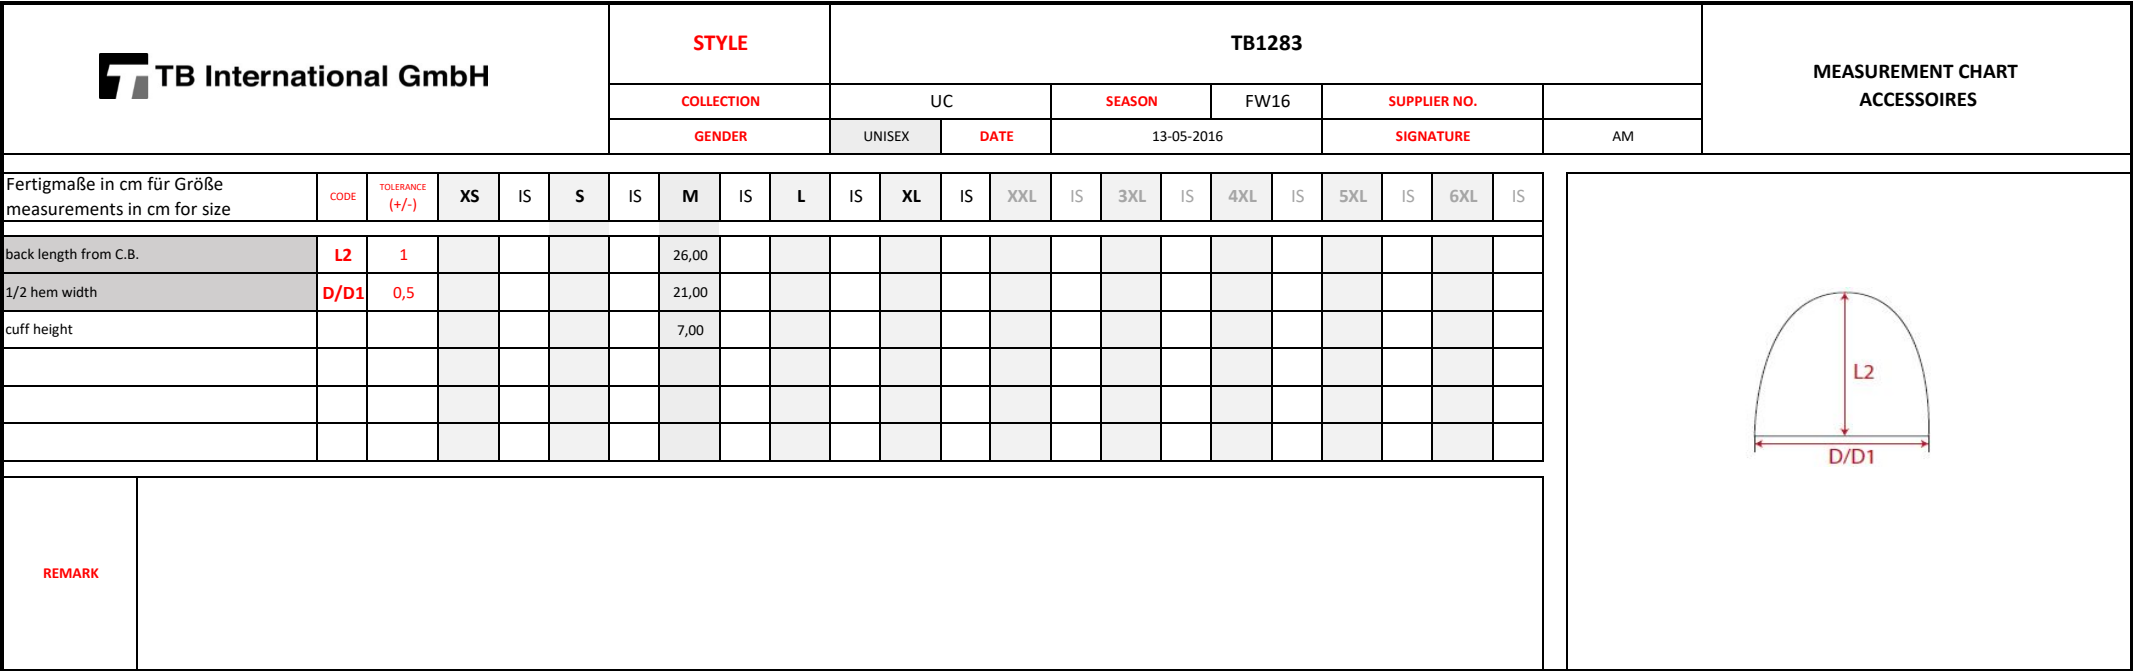 TB International GmbH
STYLE TB1283
MEASUREMENT CHART
ACCESSOIRES
COLLECTION UC SEASON FW16 SUPPLIER NO.
GENDER UNISEX DATE 13-05-2016 SIGNATURE AM
Fertigmaße in cm für Größe
measurements in cm for size
CODE TOLERANCE (+/-) XS IS S IS M IS L IS XL IS XXL IS 3XL IS 4XL IS 5XL IS 6XL IS
back length from C.B. L2 1 26,00
1/2 hem width D/D1 0,5 21,00
cuff height 7,00
L2
D/D1
REMARK